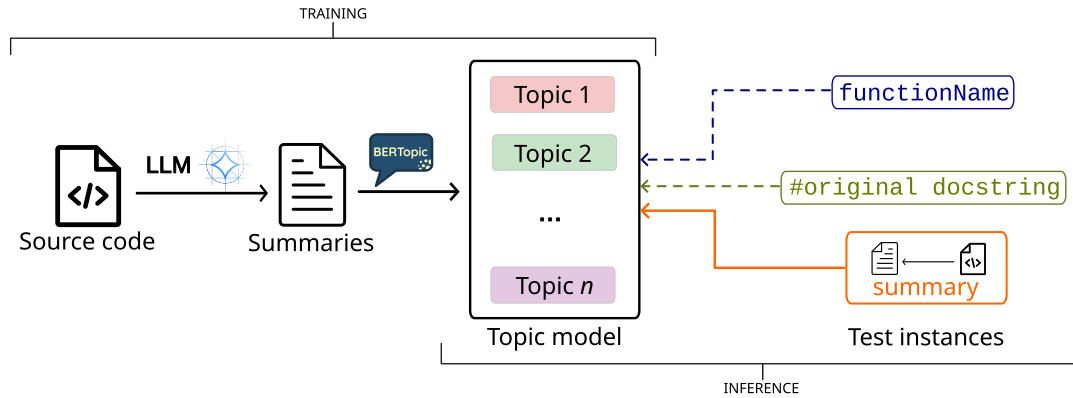 TRAINING
Topic 1
functionName
LLM
BERTopic
Topic 2
#original docstring
</>
Source code
Summaries
...
</>
summary
Topic n
Topic model
Test instances
INFERENCE